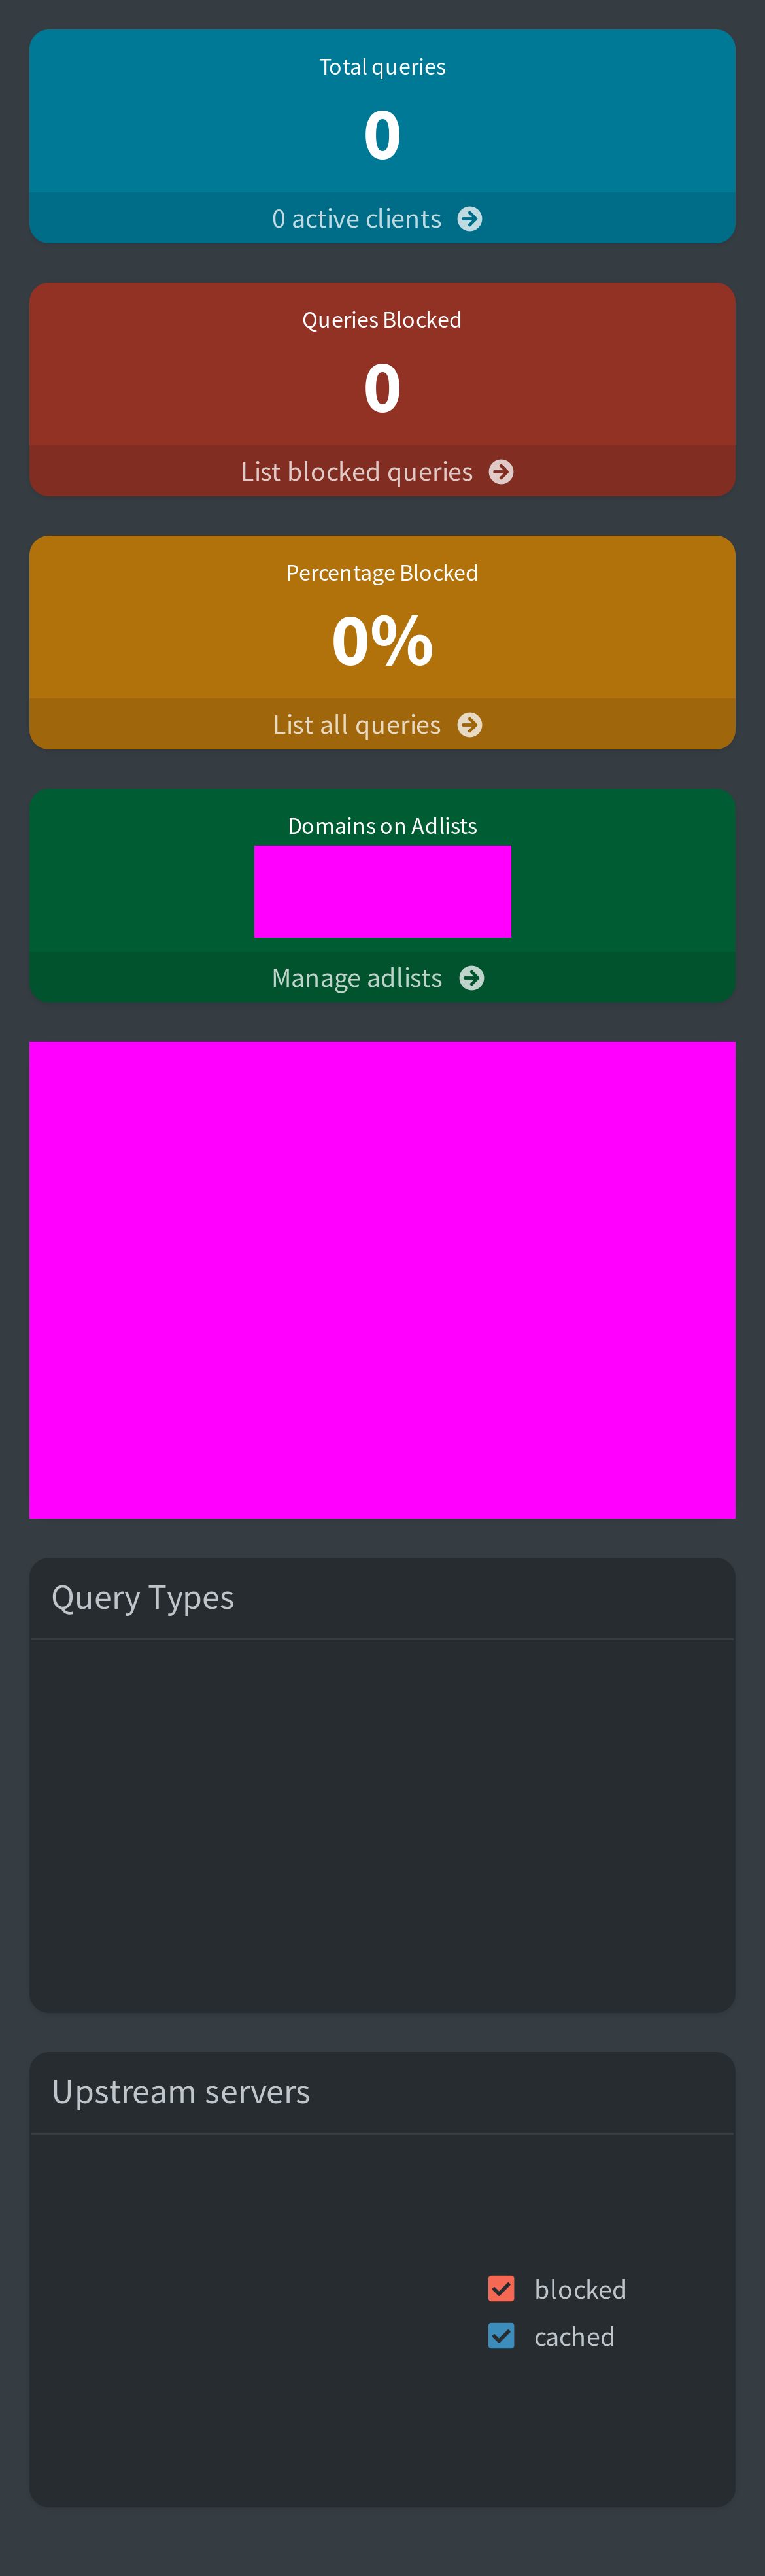 Total queries
0
0 active clients
Queries Blocked
0
List blocked queries
Percentage Blocked
0%
List all queries
Domains on Adlists
Manage adlists
Query Types
Upstream servers
blocked
cached